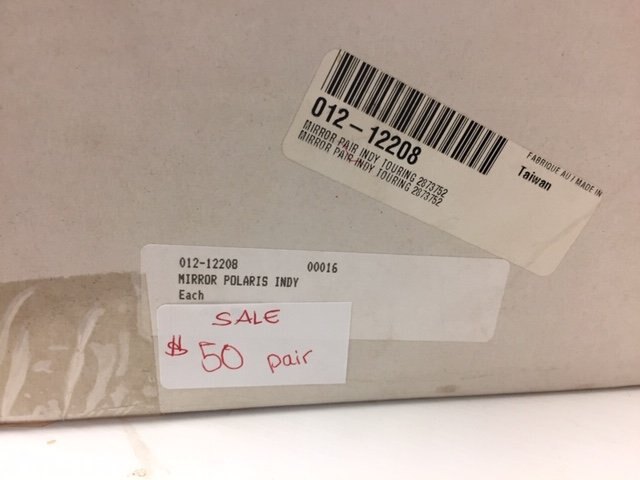 012-12208
MIRROR PAIR INDY TOURING 2873752
MIRROR PAIR INDY TOURING 2873752
FABRIQUE AU / MADE IN
Taiwan
012-12208 00016
MIRROR POLARIS INDY
Each
SALE
$50 pair